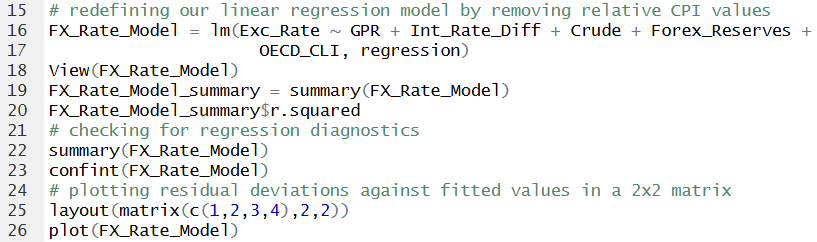 15 # redefining our linear regression model by removing relative CPI values
16 FX_Rate_Model = lm(Exc_Rate ~ GPR + Int_Rate_Diff + Crude + Forex_Reserves +
17 OECD_CLI, regression)
18 View(FX_Rate_Model)
19 FX_Rate_Model_summary = summary(FX_Rate_Model)
20 FX_Rate_Model_summary$r.squared
21 # checking for regression diagnostics
22 summary(FX_Rate_Model)
23 confint(FX_Rate_Model)
24 # plotting residual deviations against fitted values in a 2x2 matrix
25 layout(matrix(c(1,2,3,4),2,2))
26 plot(FX_Rate_Model)